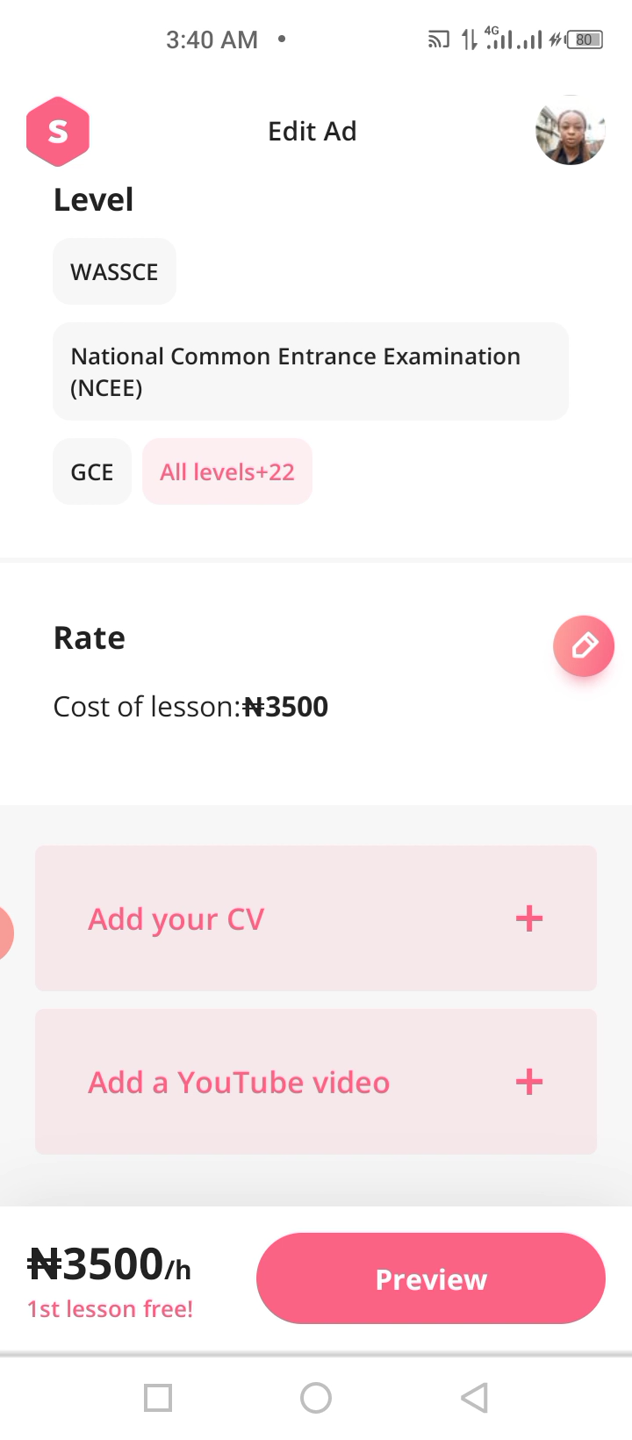 3:40 AM •
4G
80
S
Edit Ad
Level
WASSCE
National Common Entrance Examination
(NCEE)
GCE
All levels+22
Rate
Cost of lesson:₦3500
Add your CV +
Add a YouTube video +
₦3500/h
1st lesson free!
Preview